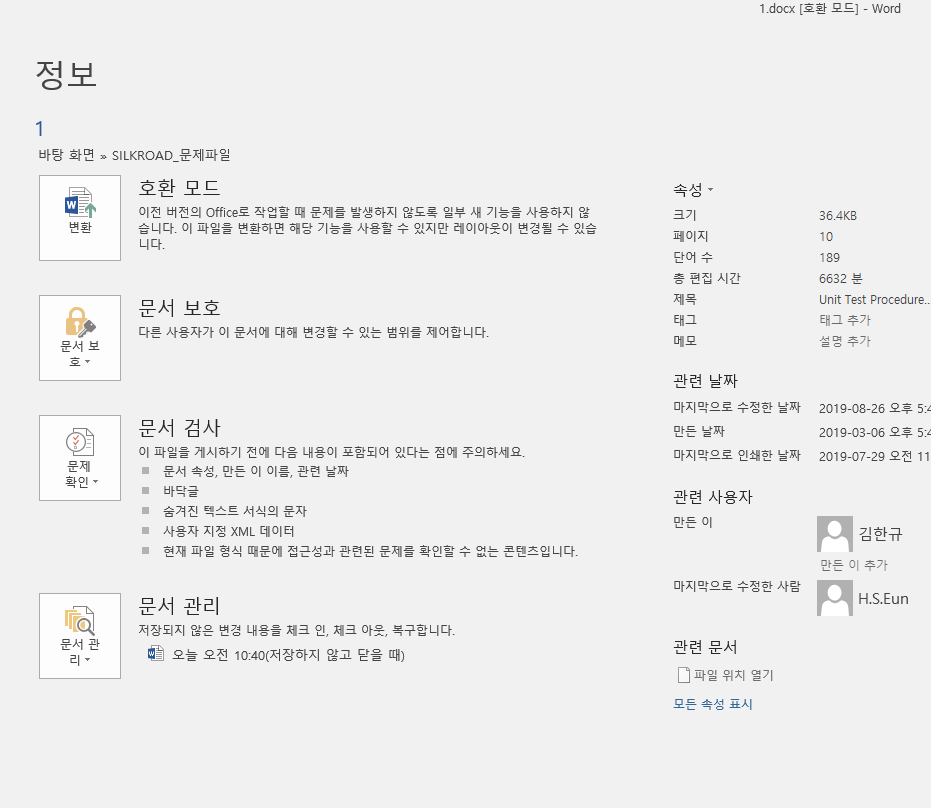 1.docx [호환 모드] - Word
정보
1
바탕 화면 » SILKROAD_문제파일
변환
호환 모드
이전 버전의 Office로 작업할 때 문제를 발생하지 않도록 일부 새 기능을 사용하지 않
습니다. 이 파일을 변환하면 해당 기능을 사용할 수 있지만 레이아웃이 변경될 수 있습
니다.
문서 보
호
문서 보호
다른 사용자가 이 문서에 대해 변경할 수 있는 범위를 제어합니다.
문제
확인
문서 검사
이 파일을 게시하기 전에 다음 내용이 포함되어 있다는 점에 주의하세요.
문서 속성, 만든 이 이름, 관련 날짜
바닥글
숨겨진 텍스트 서식의 문자
사용자 지정 XML 데이터
현재 파일 형식 때문에 접근성과 관련된 문제를 확인할 수 없는 콘텐츠입니다.
문서 관
리
문서 관리
저장되지 않은 변경 내용을 체크 인, 체크 아웃, 복구합니다.
오늘 오전 10:40(저장하지 않고 닫을 때)
속성
크기 36.4KB
페이지 10
단어 수 189
총 편집 시간 6632 분
제목 Unit Test Procedure...
태그 태그 추가
메모 설명 추가
관련 날짜
마지막으로 수정한 날짜 2019-08-26 오후 5:4
만든 날짜 2019-03-06 오후 5:4
마지막으로 인쇄한 날짜 2019-07-29 오전 11
관련 사용자
만든 이 김한규
만든 이 추가
마지막으로 수정한 사람 H.S.Eun
관련 문서
파일 위치 열기
모든 속성 표시